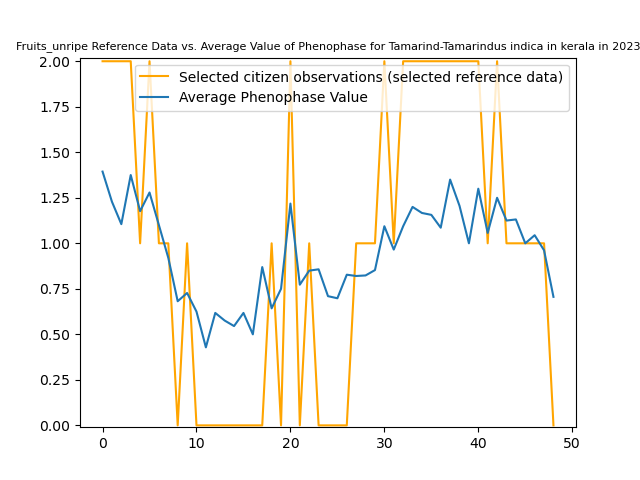 Fruits_unripe Reference Data vs. Average Value of Phenophase for Tamarind-Tamarindus indica in kerala in 2023
Selected citizen observations (selected reference data)
Average Phenophase Value
2.00
1.75
1.50
1.25
1.00
0.75
0.50
0.25
0.00
0 10 20 30 40 50